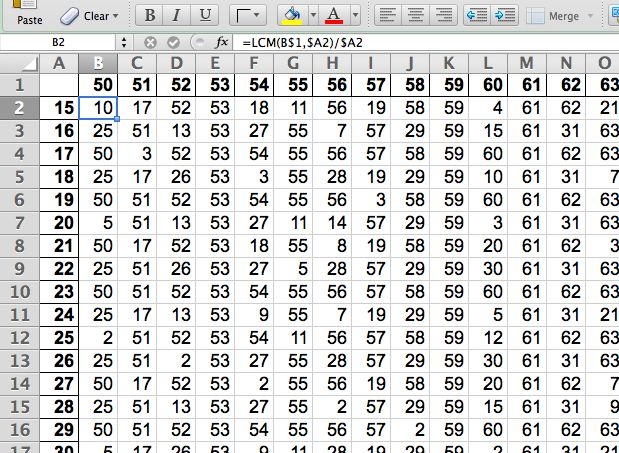 Paste Clear B I U A Merge
B2 fx =LCM(B$1,$A2)/$A2
A B C D E F G H I J K L M N O
1 50 51 52 53 54 55 56 57 58 59 60 61 62 63
2 15 10 17 52 53 18 11 56 19 58 59 4 61 62 21
3 16 25 51 13 53 27 55 7 57 29 59 15 61 31 63
4 17 50 3 52 53 54 55 56 57 58 59 60 61 62 63
5 18 25 17 26 53 3 55 28 19 29 59 10 61 31 7
6 19 50 51 52 53 54 55 56 3 58 59 60 61 62 63
7 20 5 51 13 53 27 11 14 57 29 59 3 61 31 63
8 21 50 17 52 53 18 55 8 19 58 59 20 61 62 3
9 22 25 51 26 53 27 5 28 57 29 59 30 61 31 63
10 23 50 51 52 53 54 55 56 57 58 59 60 61 62 63
11 24 25 17 13 53 9 55 7 19 29 59 5 61 31 21
12 25 2 51 52 53 54 11 56 57 58 59 12 61 62 63
13 26 25 51 2 53 27 55 28 57 29 59 30 61 31 63
14 27 50 17 52 53 2 55 56 19 58 59 20 61 62 7
15 28 25 51 13 53 27 55 2 57 29 59 15 61 31 9
16 29 50 51 52 53 54 55 56 57 2 59 60 61 62 63
17 30 5 17 26 53 9 11 28 19 29 59 2 61 31 21